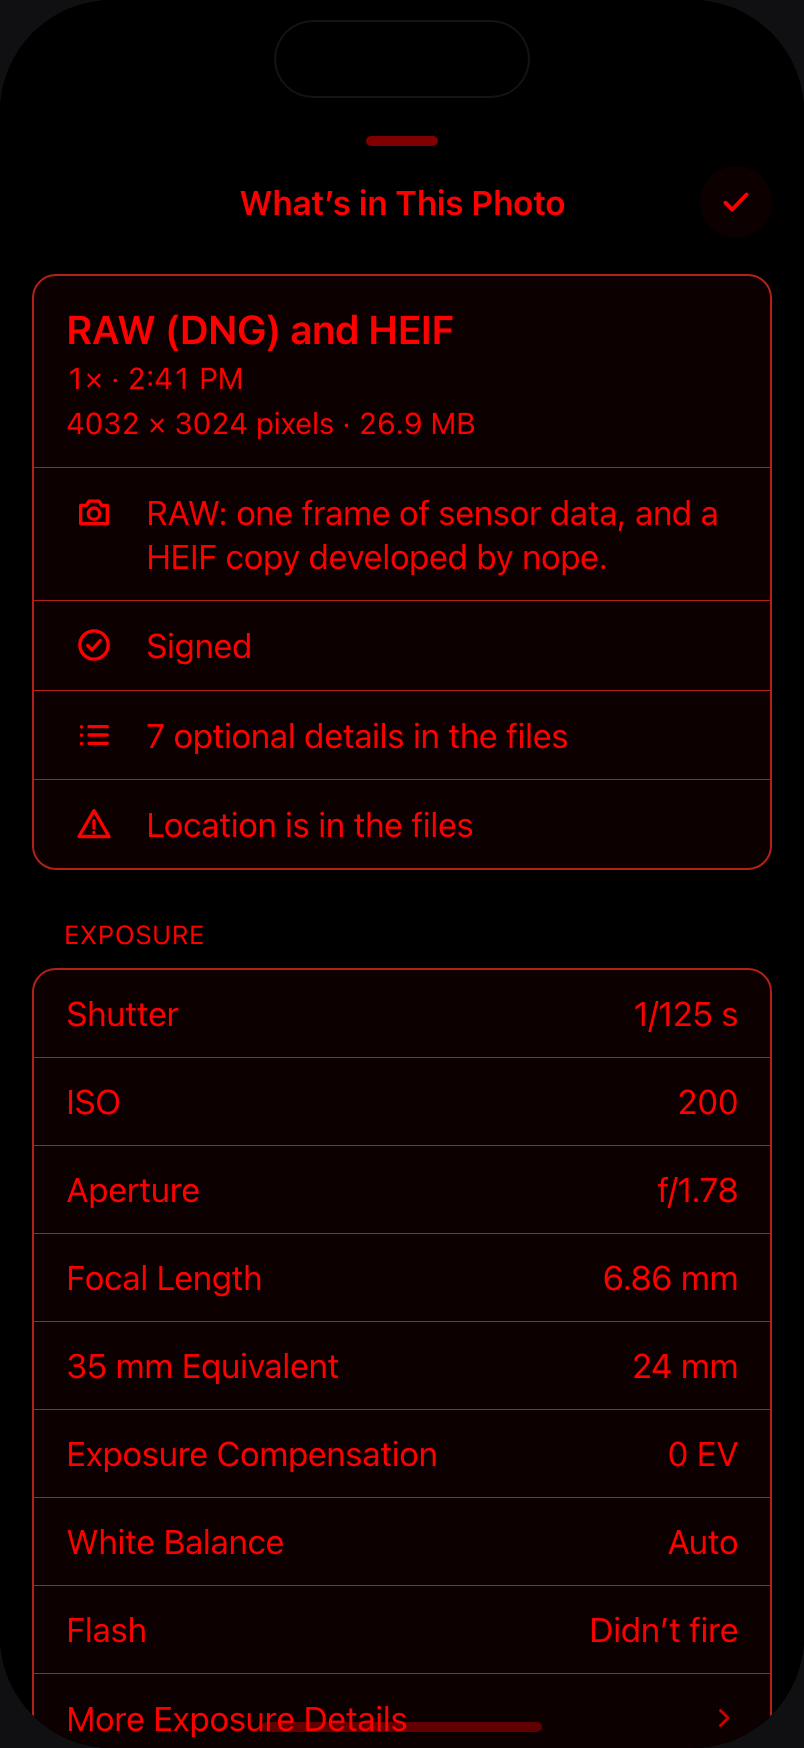 What’s in This Photo
RAW (DNG) and HEIF
1× · 2:41 PM
4032 × 3024 pixels · 26.9 MB
RAW: one frame of sensor data, and a
HEIF copy developed by nope.
Signed
7 optional details in the files
Location is in the files
EXPOSURE
Shutter 1/125 s
ISO 200
Aperture f/1.78
Focal Length 6.86 mm
35 mm Equivalent 24 mm
Exposure Compensation 0 EV
White Balance Auto
Flash Didn’t fire
More Exposure Details